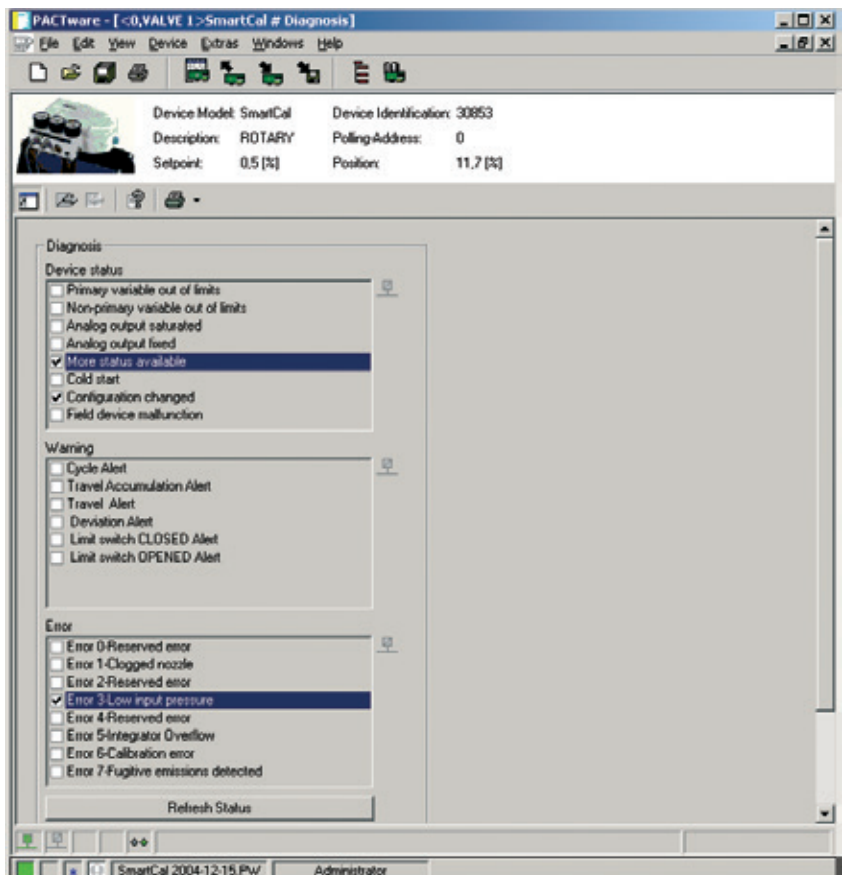 PACTware - [<0,VALVE 1>SmartCal # Diagnosis]
File Edit View Device Extras Windows Help
Device Model: SmartCal Device Identification: 30853
Description: ROTARY Polling-Address: 0
Setpoint: 0,5 [%] Position: 11,7 [%]
Diagnosis
Device status
Primary variable out of limits
Non-primary variable out of limits
Analog output saturated
Analog output fixed
More status available
Cold start
Configuration changed
Field device malfunction
Warning
Cycle Alert
Travel Accumulation Alert
Travel Alert
Deviation Alert
Limit switch CLOSED Alert
Limit switch OPENED Alert
Error
Error 0-Reserved error
Error 1-Clogged nozzle
Error 2-Reserved error
Error 3-Low input pressure
Error 4-Reserved error
Error 5-Integrator Overflow
Error 6-Calibration error
Error 7-Fugitive emissions detected
Refresh Status
SmartCal 2004-12-15.PW Administrator